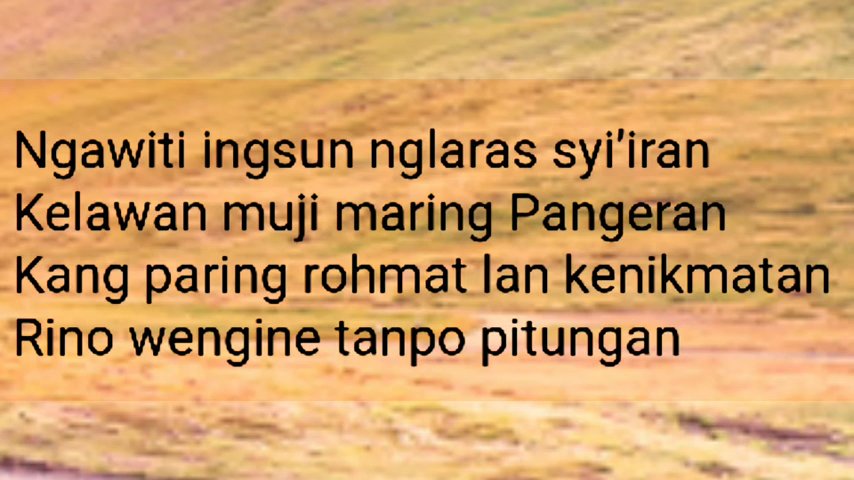 Ngawiti ingsun nglaras syi'iran
Kelawan muji maring Pangeran
Kang paring rohmat lan kenikmatan
Rino wengine tanpo pitungan